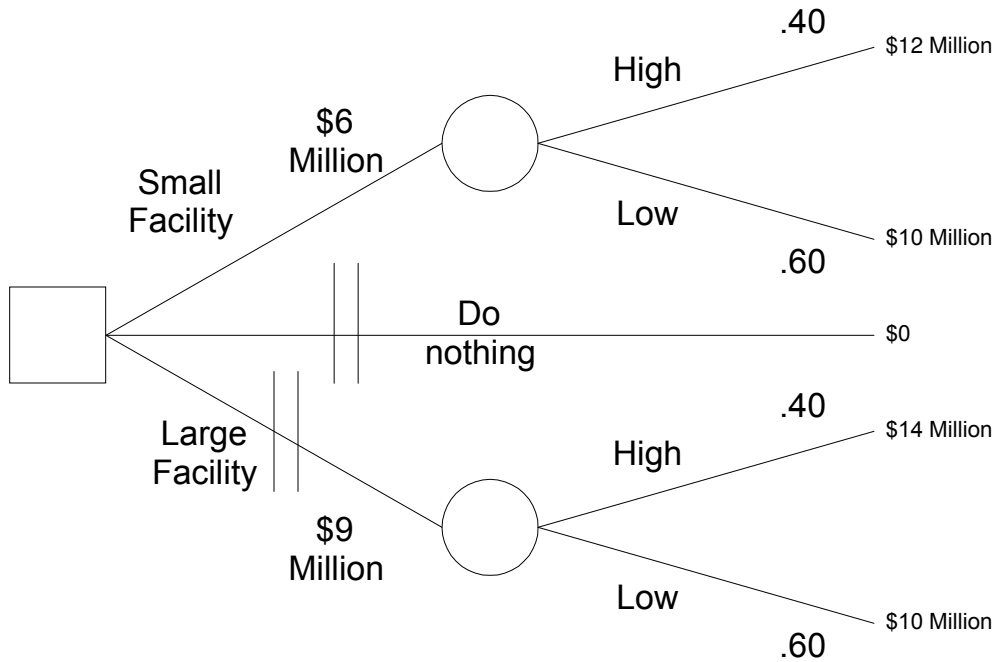 .40
$12 Million
High
$6
Million
Small
Facility
Low
$10 Million
.60
Do
nothing
$0
.40
$14 Million
Large
Facility
High
$9
Million
Low
$10 Million
.60